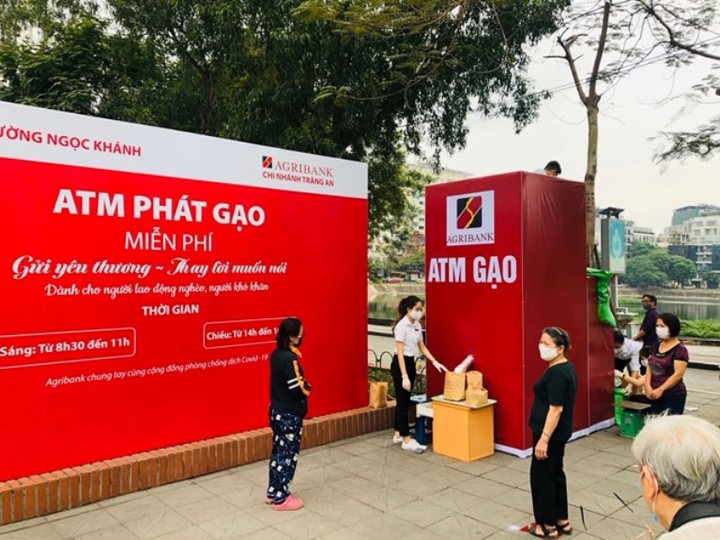 ƯỜNG NGỌC KHÁNH
AGRIBANK
CHI NHÁNH TRÀNG AN
ATM PHÁT GẠO
MIỄN PHÍ
Gửi yêu thương ~ Thay lời muốn nói
Dành cho người lao động nghèo, người khó khăn
THỜI GIAN
Sáng: Từ 8h30 đến 11h
Chiều: Từ 14h đến 1
Agribank chung tay cùng cộng đồng phòng chống dịch Covid -19
AGRIBANK
ATM GẠO